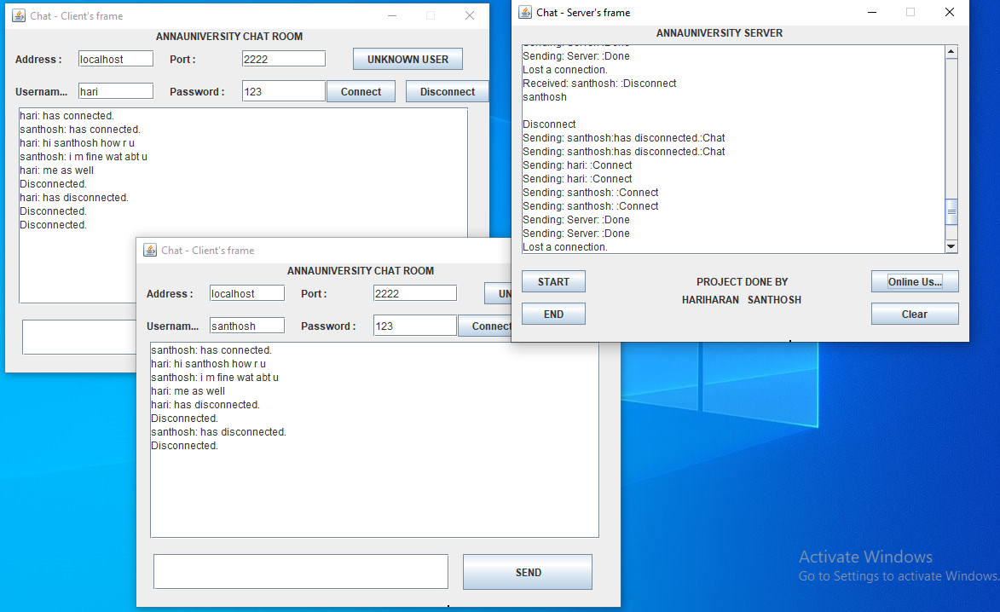 Chat - Client's frame
ANNAUNIVERSITY CHAT ROOM
Address : localhost Port : 2222 UNKNOWN USER
Usernam... hari Password : 123 Connect Disconnect
hari: has connected.
santhosh: has connected.
hari: hi santhosh how r u
santhosh: i m fine wat abt u
hari: me as well
Disconnected.
hari: has disconnected.
Disconnected.
Disconnected.
Chat - Client's frame
ANNAUNIVERSITY CHAT ROOM
Address : localhost Port : 2222 UN
Usernam... santhosh Password : 123 Connect
santhosh: has connected.
hari: hi santhosh how r u
santhosh: i m fine wat abt u
hari: me as well
hari: has disconnected.
Disconnected.
santhosh: has disconnected.
Disconnected.
SEND
Chat - Server's frame
ANNAUNIVERSITY SERVER
Sending: Server: :Done
Sending: Server: :Done
Lost a connection.
Received: santhosh: :Disconnect
santhosh
Disconnect
Sending: santhosh:has disconnected.:Chat
Sending: santhosh:has disconnected.:Chat
Sending: hari: :Connect
Sending: hari: :Connect
Sending: santhosh: :Connect
Sending: santhosh: :Connect
Sending: Server: :Done
Sending: Server: :Done
Lost a connection.
START PROJECT DONE BY Online Us...
HARIHARAN SANTHOSH
END Clear
Activate Windows
Go to Settings to activate Windows.